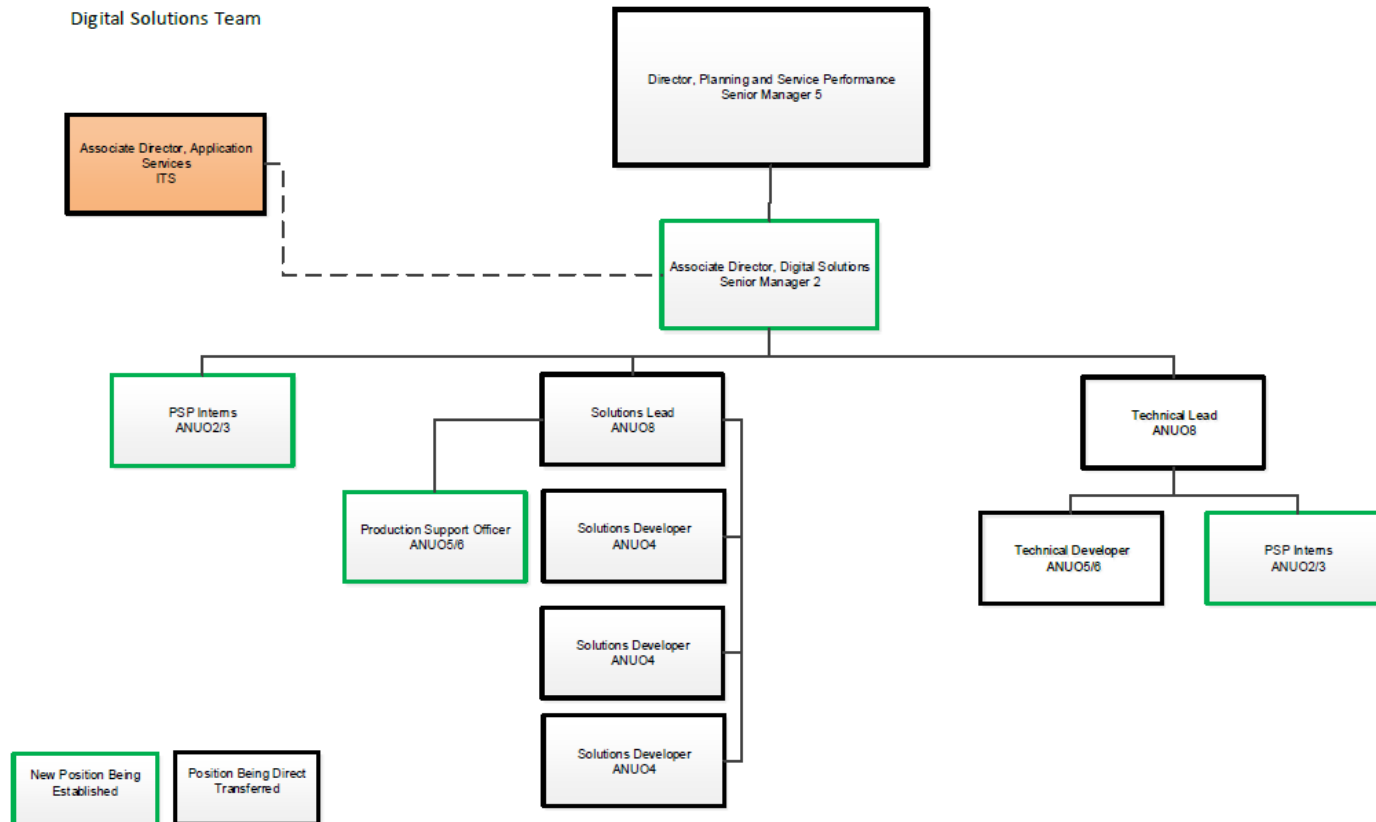 Digital Solutions Team
Director, Planning and Service Performance
Senior Manager 5
Associate Director, Application
Services
ITS
Associate Director, Digital Solutions
Senior Manager 2
PSP Interns
ANUO2/3
Solutions Lead
ANUO8
Technical Lead
ANUO8
Production Support Officer
ANUO5/6
Solutions Developer
ANUO4
Technical Developer
ANUO5/6
PSP Interns
ANUO2/3
Solutions Developer
ANUO4
Solutions Developer
ANUO4
New Position Being
Established
Position Being Direct
Transferred